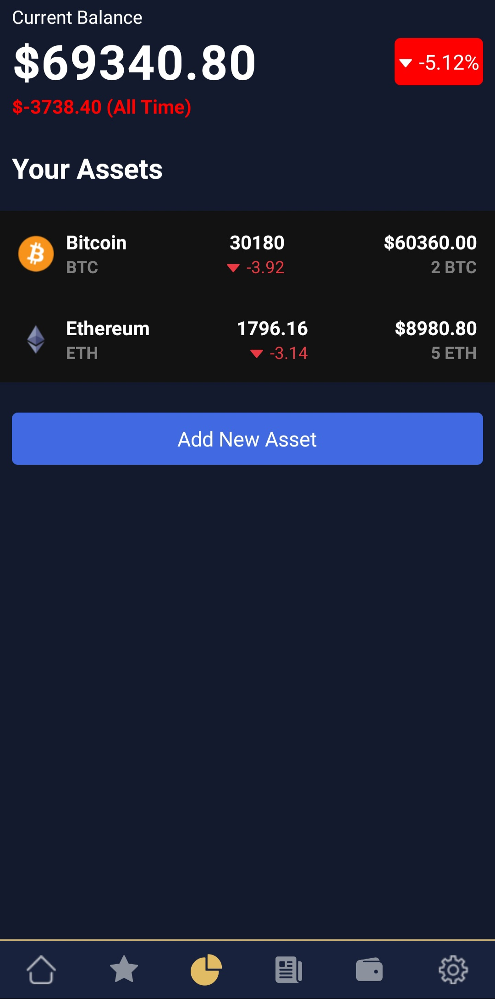 Current Balance
$69340.80
-5.12%
$-3738.40 (All Time)
Your Assets
Bitcoin 30180 $60360.00
BTC -3.92 2 BTC
Ethereum 1796.16 $8980.80
ETH -3.14 5 ETH
Add New Asset